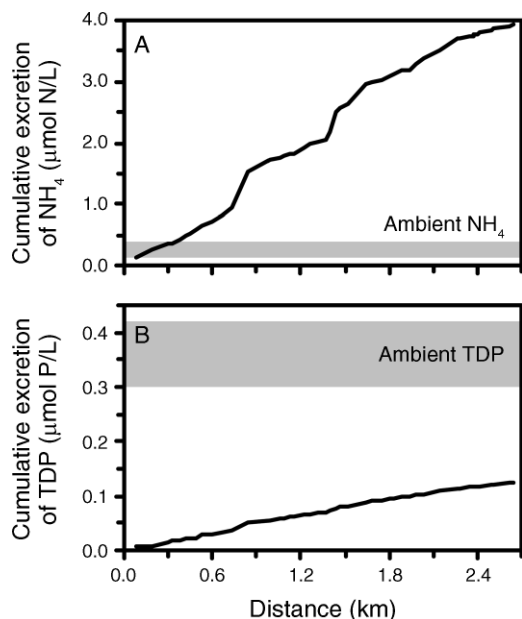 4.0
A
3.0
2.0
1.0
0.0
Cumulative excretion
of NH4 (μmol N/L)
Ambient NH4
B
0.4
0.3
0.2
0.1
0.0
Cumulative excretion
of TDP (μmol P/L)
Ambient TDP
0.0 0.6 1.2 1.8 2.4
Distance (km)